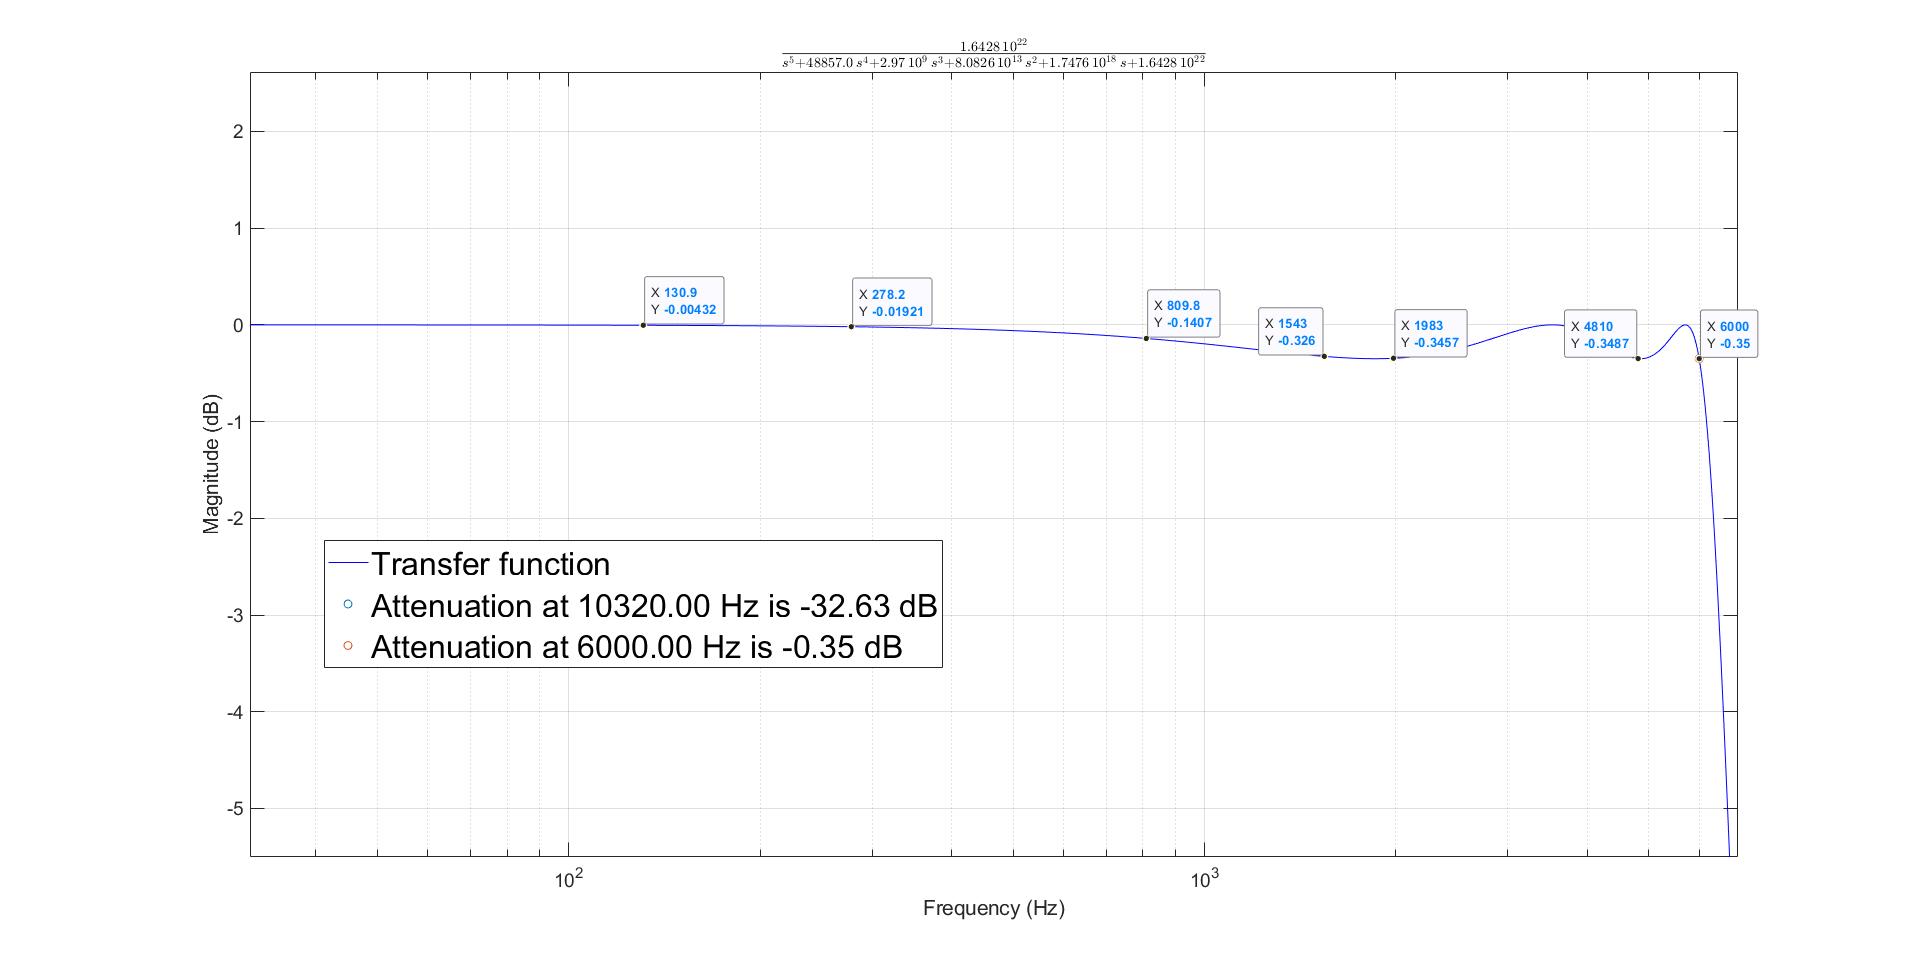 1.6428 10^22
s^5+48857.0 s^4+2.97 10^9 s^3+8.0826 10^13 s^2+1.7476 10^18 s+1.6428 10^22
2
1
0
-1
-2
-3
-4
-5
Magnitude (dB)
X 130.9
Y -0.00432
X 278.2
Y -0.01921
X 809.8
Y -0.1407
X 1543
Y -0.326
X 1983
Y -0.3457
X 4810
Y -0.3487
X 6000
Y -0.35
Transfer function
Attenuation at 10320.00 Hz is -32.63 dB
Attenuation at 6000.00 Hz is -0.35 dB
10^2
10^3
Frequency (Hz)